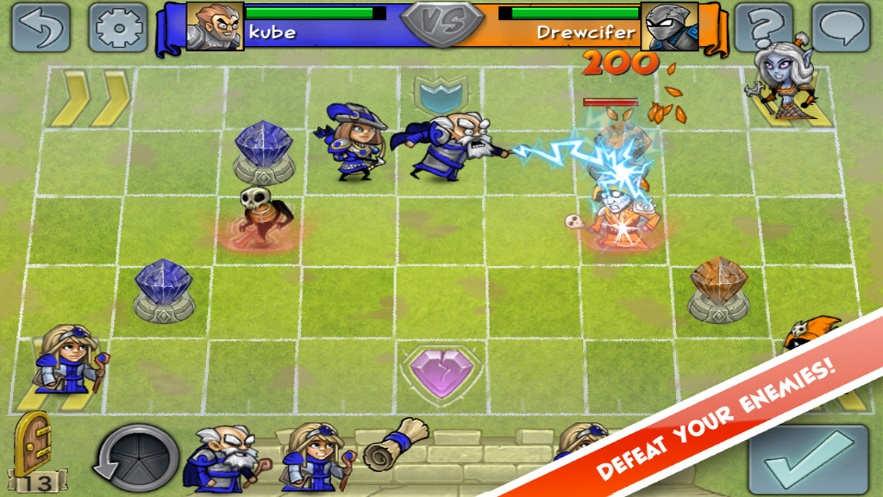 kube
VS
Drewcifer
?
200
13
DEFEAT YOUR ENEMIES!